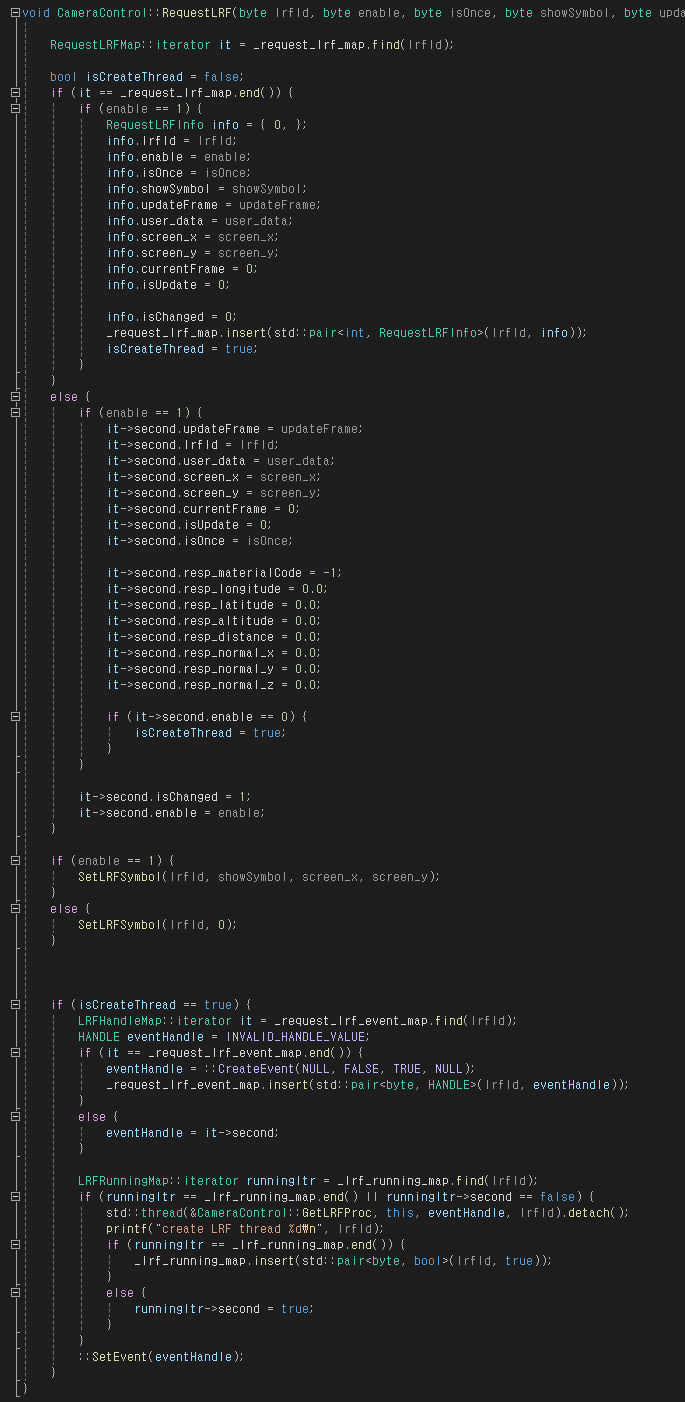 void CameraControl::RequestLRF(byte lrfId, byte enable, byte isOnce, byte showSymbol, byte upda
RequestLRFMap::iterator it = _request_lrf_map.find(lrfId);
bool isCreateThread = false;
if (it == _request_lrf_map.end()) {
if (enable == 1) {
RequestLRFInfo info = { 0, };
info.lrfId = lrfId;
info.enable = enable;
info.isOnce = isOnce;
info.showSymbol = showSymbol;
info.updateFrame = updateFrame;
info.user_data = user_data;
info.screen_x = screen_x;
info.screen_y = screen_y;
info.currentFrame = 0;
info.isUpdate = 0;
info.isChanged = 0;
_request_lrf_map.insert(std::pair<int, RequestLRFInfo>(lrfId, info));
isCreateThread = true;
}
}
else {
if (enable == 1) {
it->second.updateFrame = updateFrame;
it->second.lrfId = lrfId;
it->second.user_data = user_data;
it->second.screen_x = screen_x;
it->second.screen_y = screen_y;
it->second.currentFrame = 0;
it->second.isUpdate = 0;
it->second.isOnce = isOnce;
it->second.resp_materialCode = -1;
it->second.resp_longitude = 0.0;
it->second.resp_latitude = 0.0;
it->second.resp_altitude = 0.0;
it->second.resp_distance = 0.0;
it->second.resp_normal_x = 0.0;
it->second.resp_normal_y = 0.0;
it->second.resp_normal_z = 0.0;
if (it->second.enable == 0) {
isCreateThread = true;
}
}
it->second.isChanged = 1;
it->second.enable = enable;
}
if (enable == 1) {
SetLRFSymbol(lrfId, showSymbol, screen_x, screen_y);
}
else {
SetLRFSymbol(lrfId, 0);
}
if (isCreateThread == true) {
LRFHandleMap::iterator it = _request_lrf_event_map.find(lrfId);
HANDLE eventHandle = INVALID_HANDLE_VALUE;
if (it == _request_lrf_event_map.end()) {
eventHandle = ::CreateEvent(NULL, FALSE, TRUE, NULL);
_request_lrf_event_map.insert(std::pair<byte, HANDLE>(lrfId, eventHandle));
}
else {
eventHandle = it->second;
}
LRFRunningMap::iterator runningItr = _lrf_running_map.find(lrfId);
if (runningItr == _lrf_running_map.end() || runningItr->second == false) {
std::thread(&CameraControl::GetLRFProc, this, eventHandle, lrfId).detach();
printf("create LRF thread %d₩n", lrfId);
if (runningItr == _lrf_running_map.end()) {
_lrf_running_map.insert(std::pair<byte, bool>(lrfId, true));
}
else {
runningItr->second = true;
}
}
::SetEvent(eventHandle);
}
}